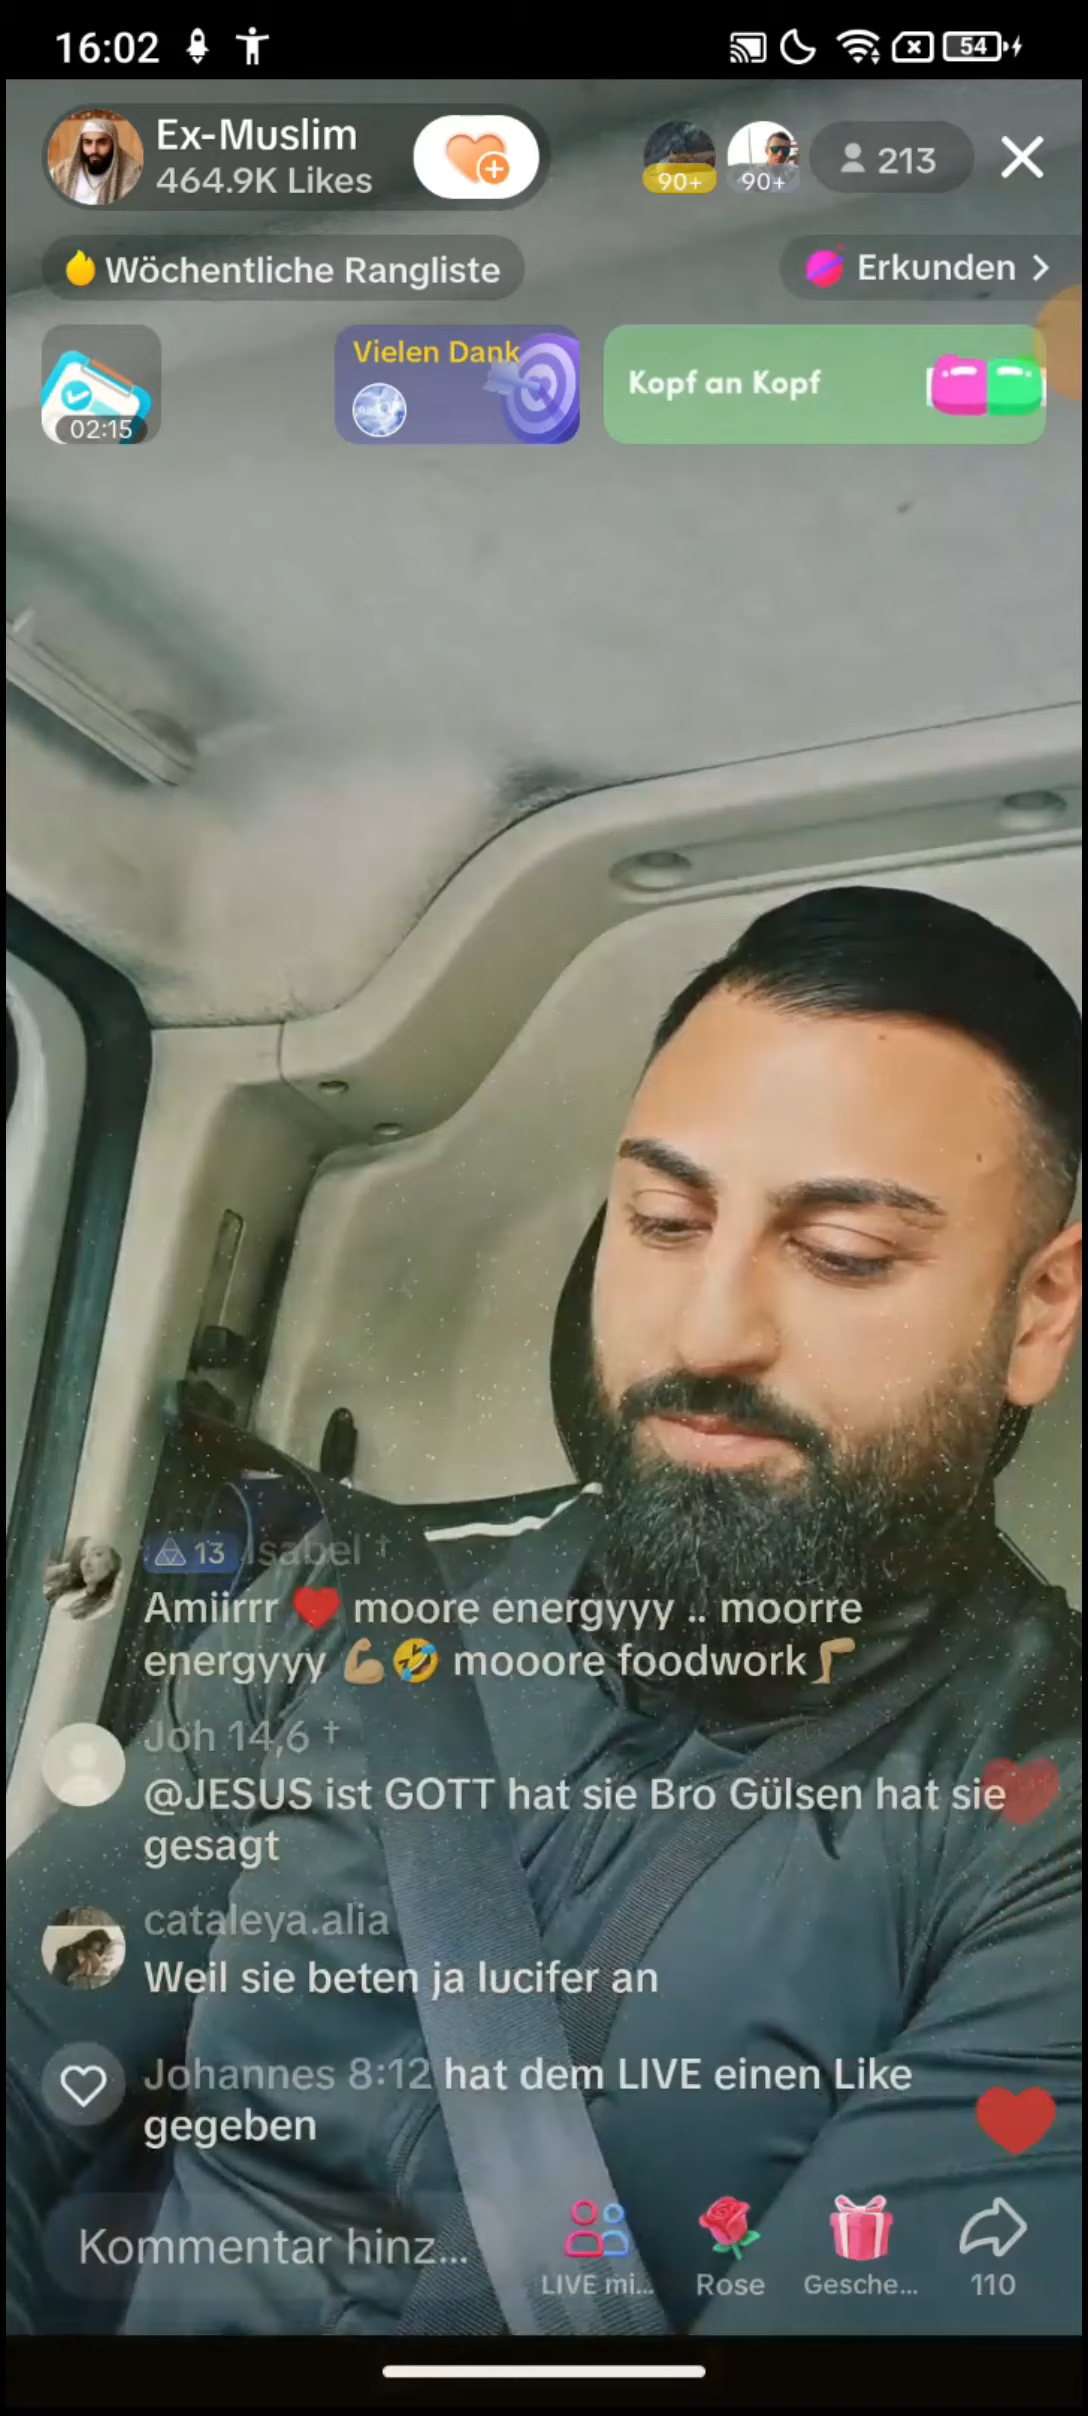 16:02
54
Ex-Muslim
464.9K Likes
90+
90+
213
Wöchentliche Rangliste
Erkunden
Vielen Dank
Kopf an Kopf
02:15
13 Isabel †
Amiirrr ❤️ moore energyyy .. moorre
energyyy 💪🏼🤣 mooore foodwork🦵🏼
Joh 14,6 †
@JESUS ist GOTT hat sie Bro Gülsen hat sie
gesagt
cataleya.alia
Weil sie beten ja lucifer an
Johannes 8:12 hat dem LIVE einen Like
gegeben
Kommentar hinz...
LIVE mi...
Rose
Gesche...
110